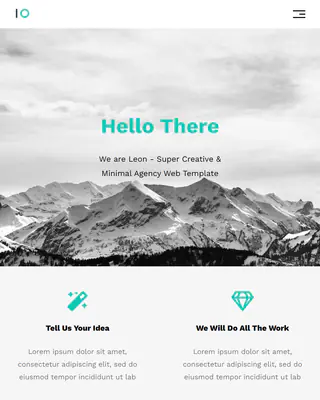 IO
Hello There
We are Leon - Super Creative &
Minimal Agency Web Template
Tell Us Your Idea
We Will Do All The Work
Lorem ipsum dolor sit amet,
consectetur adipiscing elit, sed do
eiusmod tempor incididunt ut lab
Lorem ipsum dolor sit amet,
consectetur adipiscing elit, sed do
eiusmod tempor incididunt ut lab